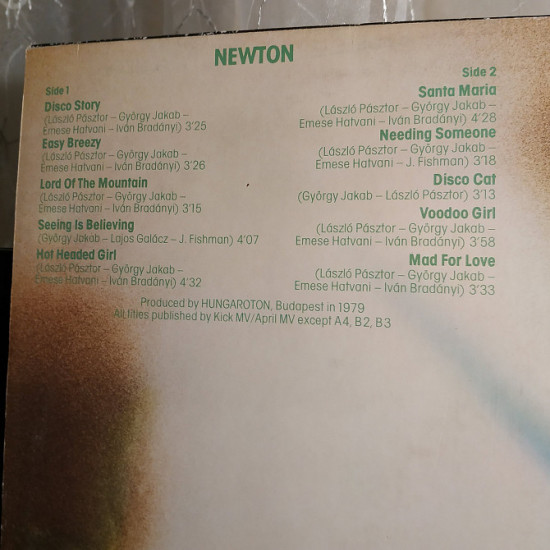 NEWTON
Side 1
Disco Story
(László Pásztor – György Jakab –
Emese Hatvani – Iván Bradányi) 3'25
Easy Breezy
(László Pásztor – György Jakab –
Emese Hatvani – Iván Bradányi) 3'26
Lord Of The Mountain
(László Pásztor – György Jakab –
Emese Hatvani – Iván Bradányi) 3'15
Seeing Is Believing
(György Jakab – Lajos Galácz – J. Fishman) 4'07
Hot Headed Girl
(László Pásztor – György Jakab –
Emese Hatvani – Iván Bradányi) 4'32
Side 2
Santa Maria
(László Pásztor – György Jakab –
Emese Hatvani – Iván Bradányi) 4'28
Needing Someone
(László Pásztor – György Jakab –
Emese Hatvani – J. Fishman) 3'18
Disco Cat
(György Jakab – László Pásztor) 3'13
Voodoo Girl
(László Pásztor – György Jakab –
Emese Hatvani – Iván Bradányi) 3'58
Mad For Love
(László Pásztor – György Jakab –
Emese Hatvani – Iván Bradányi) 3'33
Produced by HUNGAROTON, Budapest in 1979
All titles published by Kick MV/April MV except A4, B2, B3